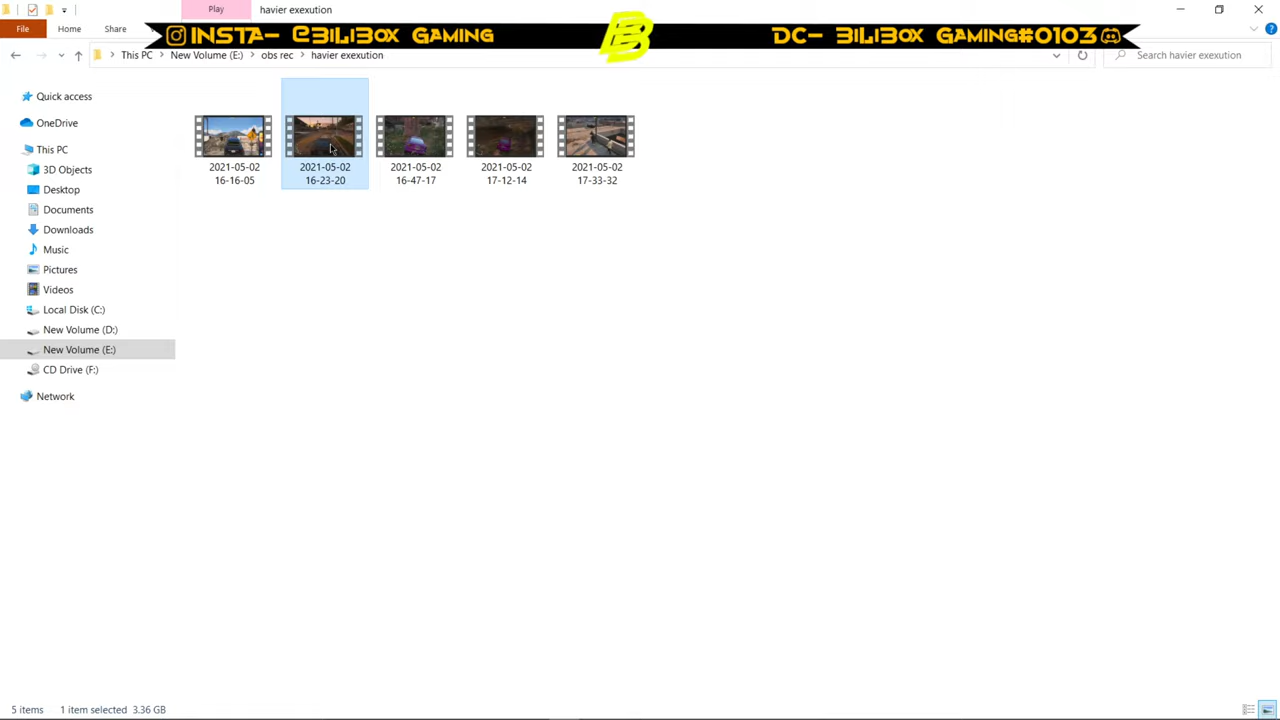 Play
havier exexution
File
Home
Share
INSTA- @BiLiBox Gaming
DC- BiLiBox Gaming#0103
This PC
New Volume (E:)
obs rec
havier exexution
Search havier exexution
Quick access
OneDrive
This PC
3D Objects
Desktop
Documents
Downloads
Music
Pictures
Videos
Local Disk (C:)
New Volume (D:)
New Volume (E:)
CD Drive (F:)
Network
2021-05-02
16-16-05
2021-05-02
16-23-20
2021-05-02
16-47-17
2021-05-02
17-12-14
2021-05-02
17-33-32
5 items
1 item selected 3.36 GB